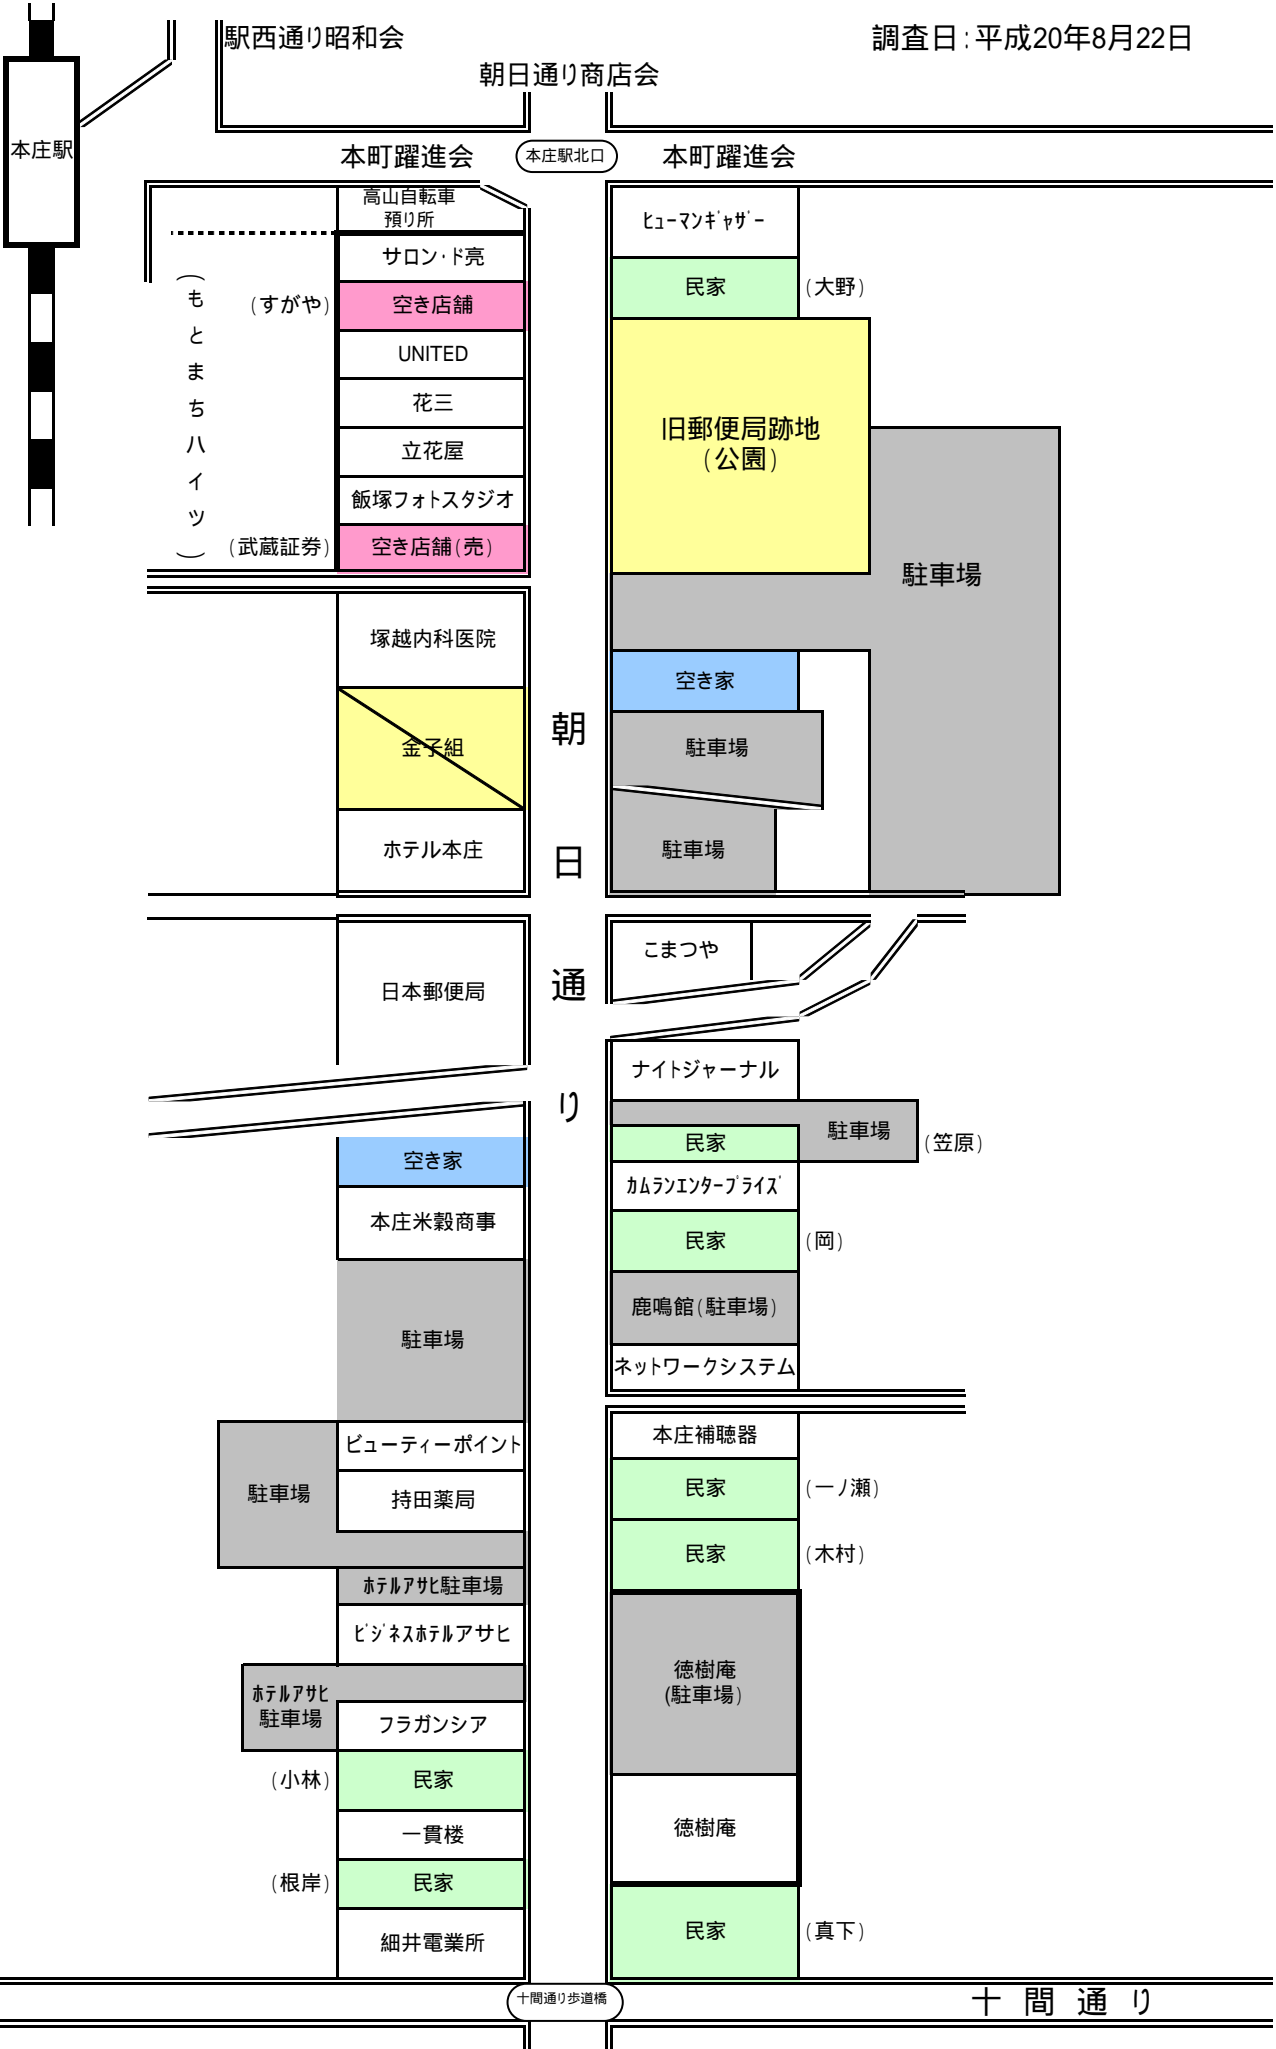 駅西通り昭和会
調査日:平成20年8月22日
朝日通り商店会
本庄駅
本町躍進会
本庄駅北口
本町躍進会
高山自転車
預り所
サロン・ド亮
(すがや)
空き店舗
UNITED
花三
立花屋
飯塚フォトスタジオ
(武蔵証券)
空き店舗(売)
(もとまちハイツ)
塚越内科医院
金子組
ホテル本庄
日本郵便局
空き家
本庄米穀商事
駐車場
ビューティーポイント
駐車場
持田薬局
ホテルアサヒ駐車場
ビジネスホテルアサヒ
ホテルアサヒ
駐車場
フラガンシア
(小林)
民家
一貫楼
(根岸)
民家
細井電業所
朝日通り
ヒューマンギャザー
民家
(大野)
旧郵便局跡地
(公園)
駐車場
空き家
駐車場
駐車場
こまつや
ナイトジャーナル
駐車場
民家
(笠原)
カムランエンタープライズ
民家
(岡)
鹿鳴館(駐車場)
ネットワークシステム
本庄補聴器
民家
(一ノ瀬)
民家
(木村)
徳樹庵
(駐車場)
徳樹庵
民家
(真下)
十間通り歩道橋
十間通り